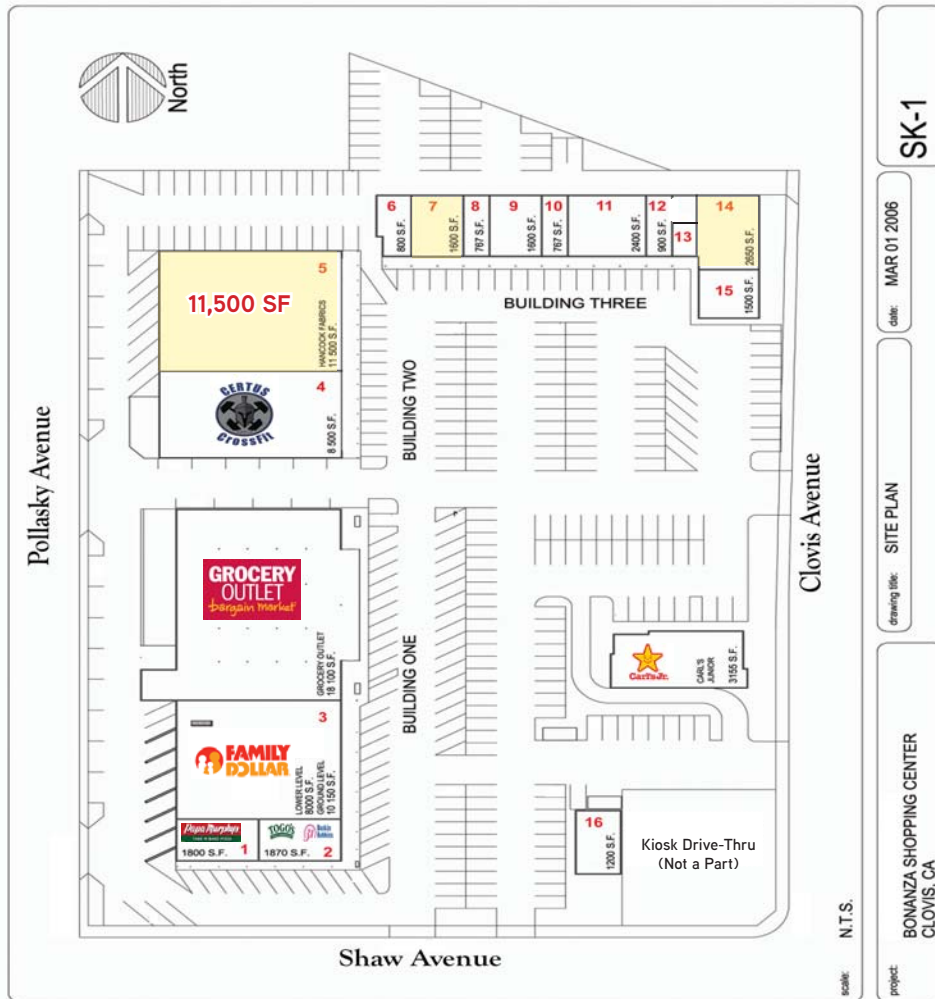 North
6
800 S.F.
7
1600 S.F.
8
787 S.F.
9
1600 S.F.
10
767 S.F.
11
2400 S.F.
12
900 S.F.
13
14
2650 S.F.
15
1500 S.F.
BUILDING THREE
5
11,500 SF
HANCOCK FABRICS
11 500 S.F.
4
CERTUS
CrossFit
8 500 S.F.
BUILDING TWO
Pollasky Avenue
Clovis Avenue
GROCERY
OUTLET
bargain market
GROCERY OUTLET
18 100 S.F.
BUILDING ONE
Carl's Jr.
CARL'S
JUNIOR
3155 S.F.
3
FAMILY
DOLLAR
LOWER LEVEL
8000 S.F.
GROUND LEVEL
10 150 S.F.
Papa Murphy's
1800 S.F.
1
TOGO'S
Baskin
Robbins
1870 S.F.
2
16
1200 S.F.
Kiosk Drive-Thru
(Not a Part)
Shaw Avenue
scale: N.T.S.
SK-1
date: MAR 01 2006
drawing title: SITE PLAN
project: BONANZA SHOPPING CENTER
CLOVIS, CA